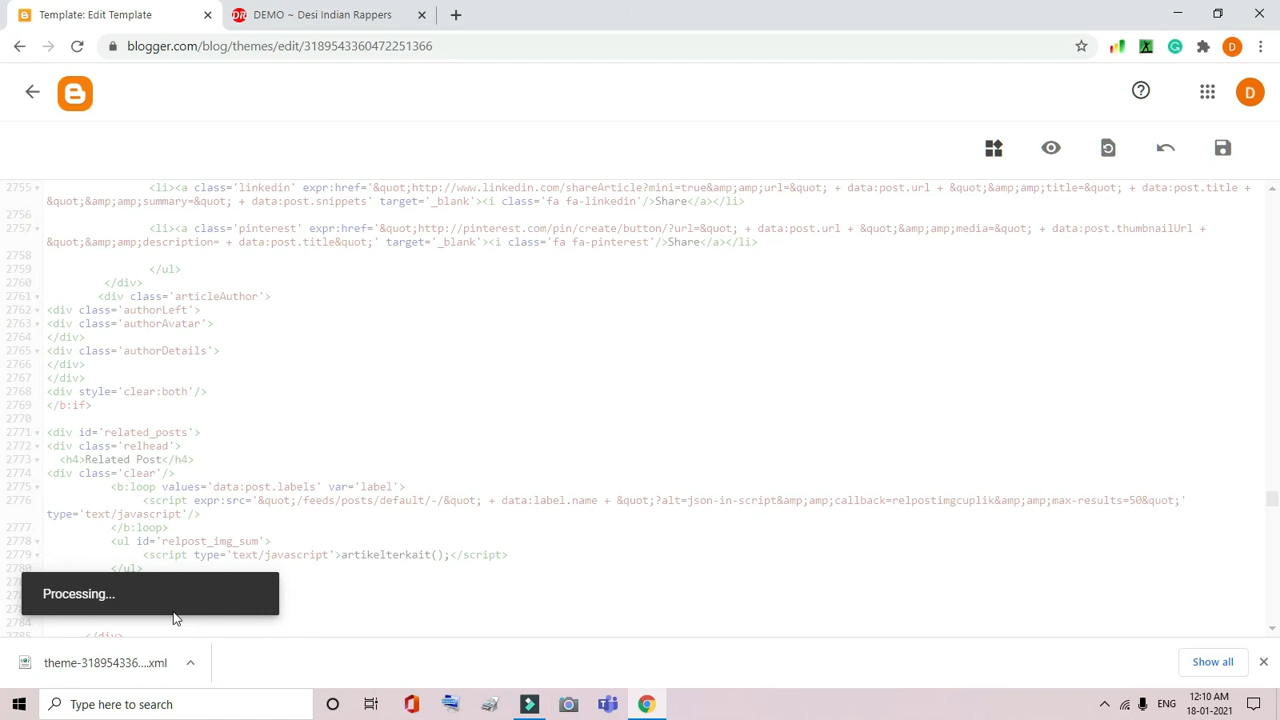 Template: Edit Template
DEMO ~ Desi Indian Rappers
blogger.com/blog/themes/edit/3189543360472251366
D
D
2755 <li><a class='linkedin' expr:href='&quot;http://www.linkedin.com/shareArticle?mini=true&amp;amp;url=&quot; + data:post.url + &quot;&amp;amp;title=&quot; + data:post.title +
&quot;&amp;amp;summary=&quot; + data:post.snippets' target='_blank'><i class='fa fa-linkedin'/>Share</a></li>
2756
2757 <li><a class='pinterest' expr:href='&quot;http://pinterest.com/pin/create/button/?url=&quot; + data:post.url + &quot;&amp;amp;media=&quot; + data:post.thumbnailUrl +
&quot;&amp;amp;description= + data:post.title&quot;' target='_blank'><i class='fa fa-pinterest'/>Share</a></li>
2758
2759 </ul>
2760 </div>
2761 <div class='articleAuthor'>
2762 <div class='authorLeft'>
2763 <div class='authorAvatar'>
2764 </div>
2765 <div class='authorDetails'>
2766 </div>
2767 </div>
2768 <div style='clear:both'/>
2769 </b:if>
2770
2771 <div id='related_posts'>
2772 <div class='relhead'>
2773 <h4>Related Post</h4>
2774 <div class='clear'/>
2775 <b:loop values='data:post.labels' var='label'>
2776 <script expr:src='&quot;/feeds/posts/default/-/&quot; + data:label.name + &quot;?alt=json-in-script&amp;amp;callback=relpostimgcuplik&amp;amp;max-results=50&quot;'
type='text/javascript'/>
2777 </b:loop>
2778 <ul id='relpost_img_sum'>
2779 <script type='text/javascript'>artikelterkait();</script>
2780 </ul>
Processing...
2784
2785 </div>
theme-318954336....xml
Show all
Type here to search
ENG
12:10 AM
18-01-2021